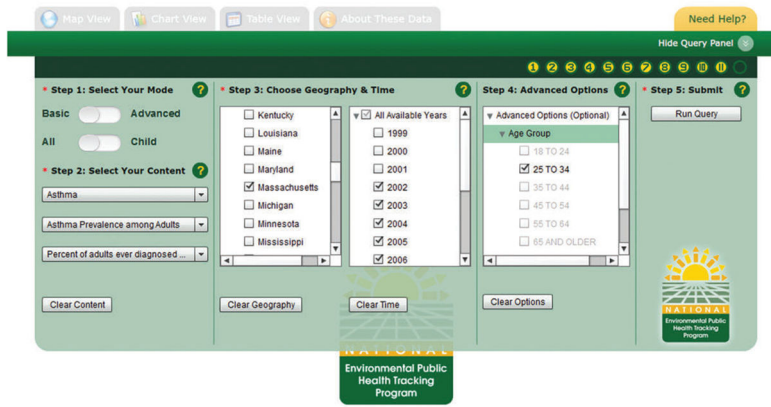 Map View
Chart View
Table View
About These Data
Need Help?
Hide Query Panel
1 2 3 4 5 6 7 8 9 10 11
* Step 1: Select Your Mode ?
Basic Advanced
All Child
* Step 2: Select Your Content ?
Asthma
Asthma Prevalence among Adults
Percent of adults ever diagnosed ...
Clear Content
* Step 3: Choose Geography & Time ?
Kentucky
Louisiana
Maine
Maryland
Massachusetts
Michigan
Minnesota
Mississippi
Clear Geography
All Available Years
1999
2000
2001
2002
2003
2004
2005
2006
Clear Time
Step 4: Advanced Options ?
Advanced Options (Optional)
Age Group
18 TO 24
25 TO 34
35 TO 44
45 TO 54
55 TO 64
65 AND OLDER
Clear Options
* Step 5: Submit ?
Run Query
NATIONAL
Environmental Public
Health Tracking
Program
NATIONAL
Environmental Public
Health Tracking
Program